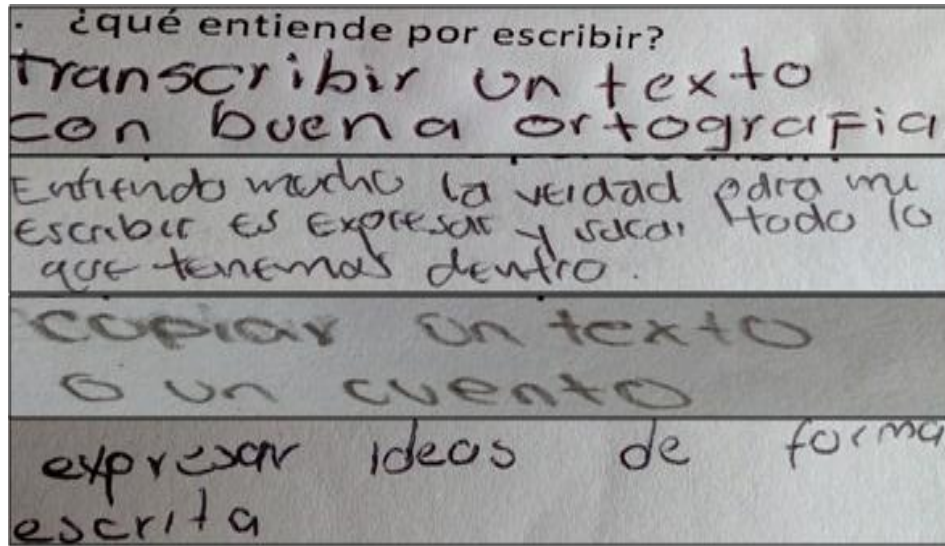 . ¿qué entiende por escribir?
Transcribir un texto
con buena ortografia
Entiendo mucho la verdad para mi
escribir es expresar y sacar todo lo
que tenemos dentro.
copiar un texto
o un cuento
expresar ideas de forma
escrita